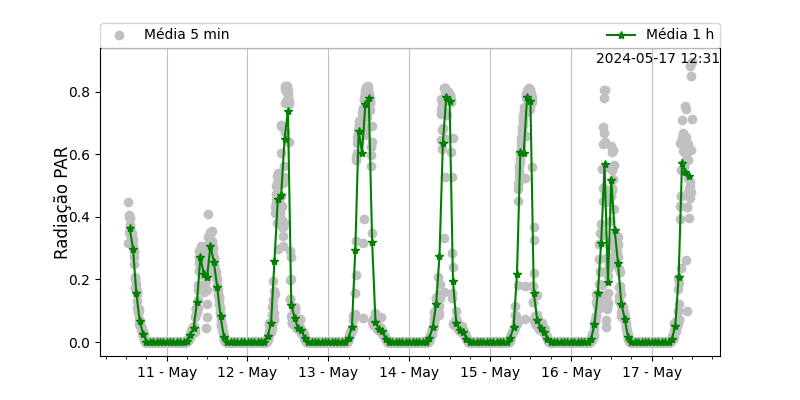 Média 5 min
Média 1 h
2024-05-17 12:31
Radiação PAR
0.8
0.6
0.4
0.2
0.0
11 - May
12 - May
13 - May
14 - May
15 - May
16 - May
17 - May